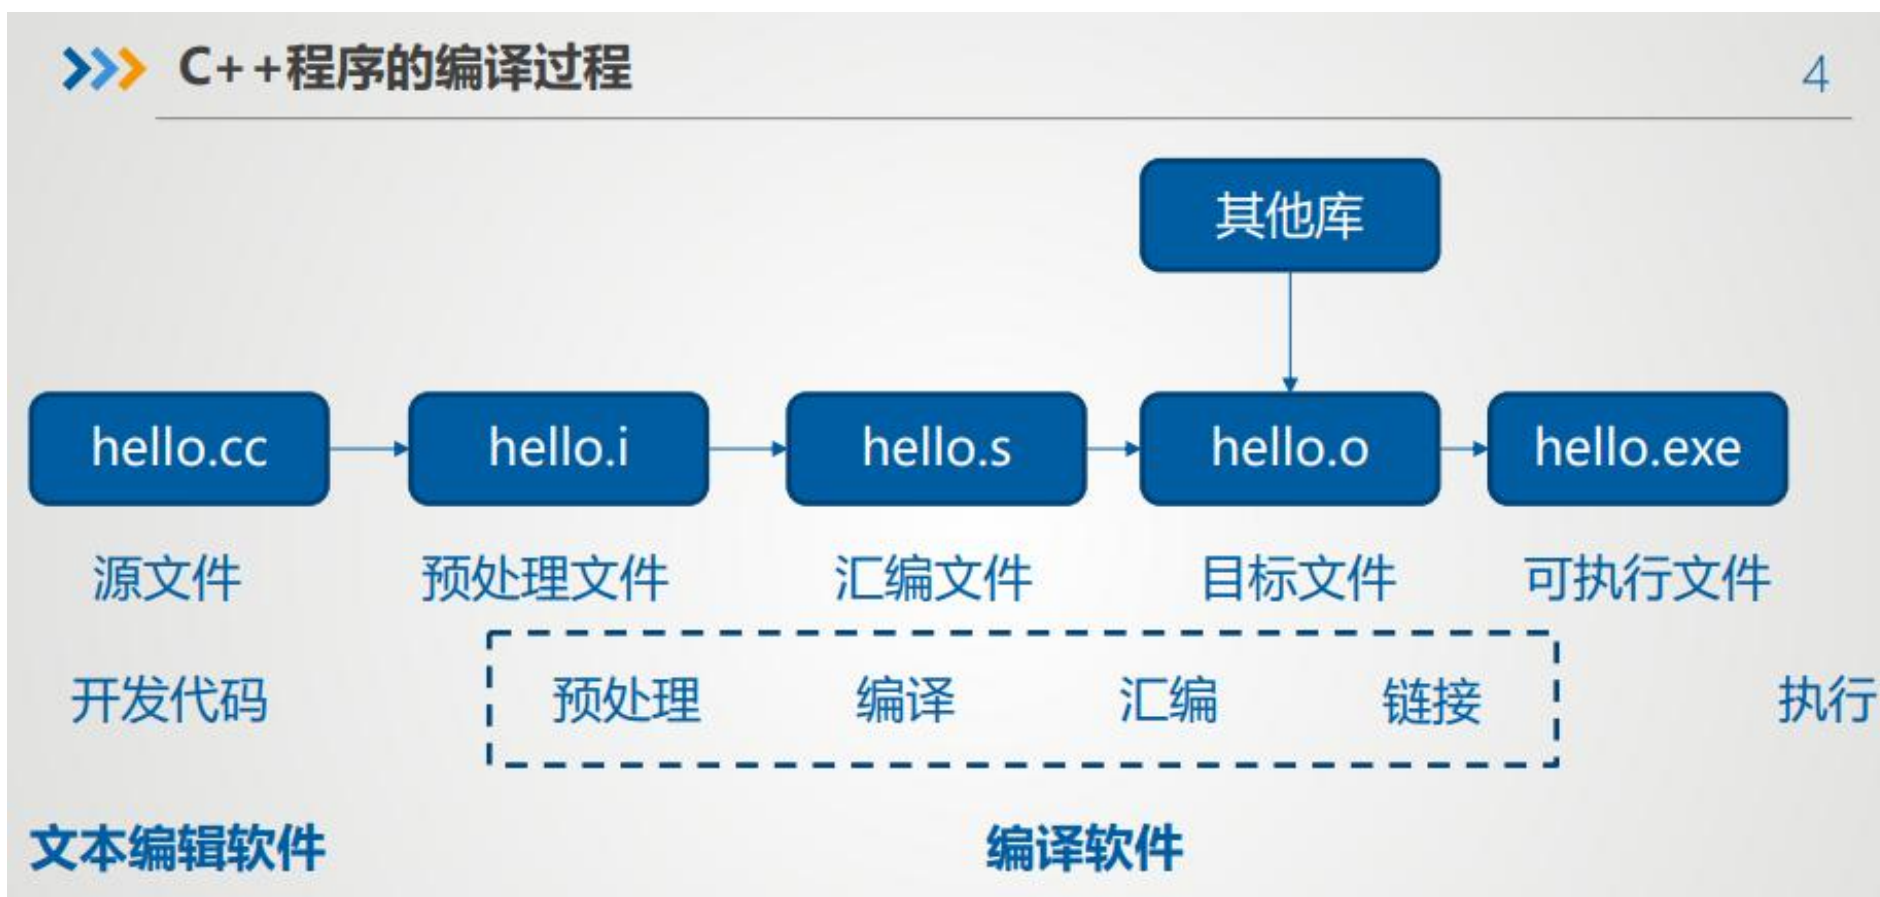 C++程序的编译过程
4
其他库
hello.cc hello.i hello.s hello.o hello.exe
源文件 预处理文件 汇编文件 目标文件 可执行文件
开发代码 预处理 编译 汇编 链接 执行
文本编辑软件 编译软件